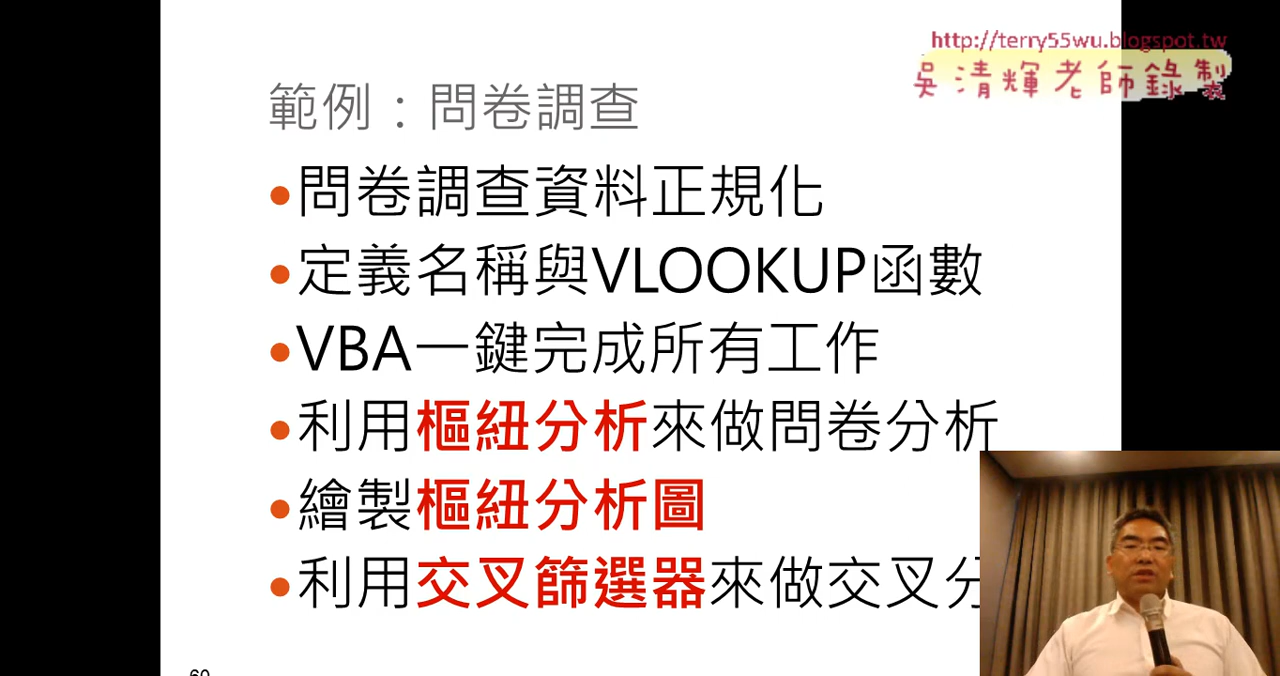 http://terry55wu.blogspot.tw
吳清輝老師錄製
範例：問卷調查
•問卷調查資料正規化
•定義名稱與VLOOKUP函數
•VBA一鍵完成所有工作
•利用樞紐分析來做問卷分析
•繪製樞紐分析圖
•利用交叉篩選器來做交叉分
60